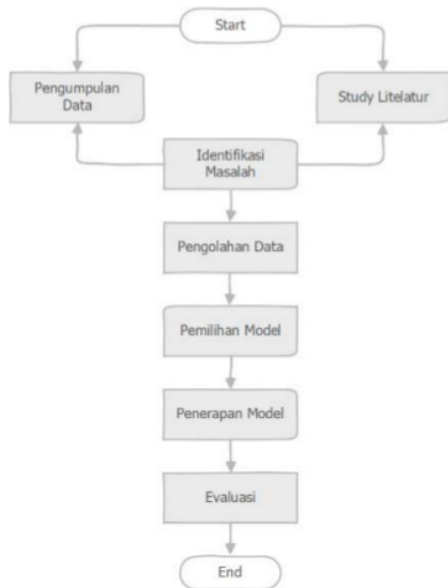 Start
Pengumpulan
Data
Study Litelatur
Identifikasi
Masalah
Pengolahan Data
Pemilihan Model
Penerapan Model
Evaluasi
End